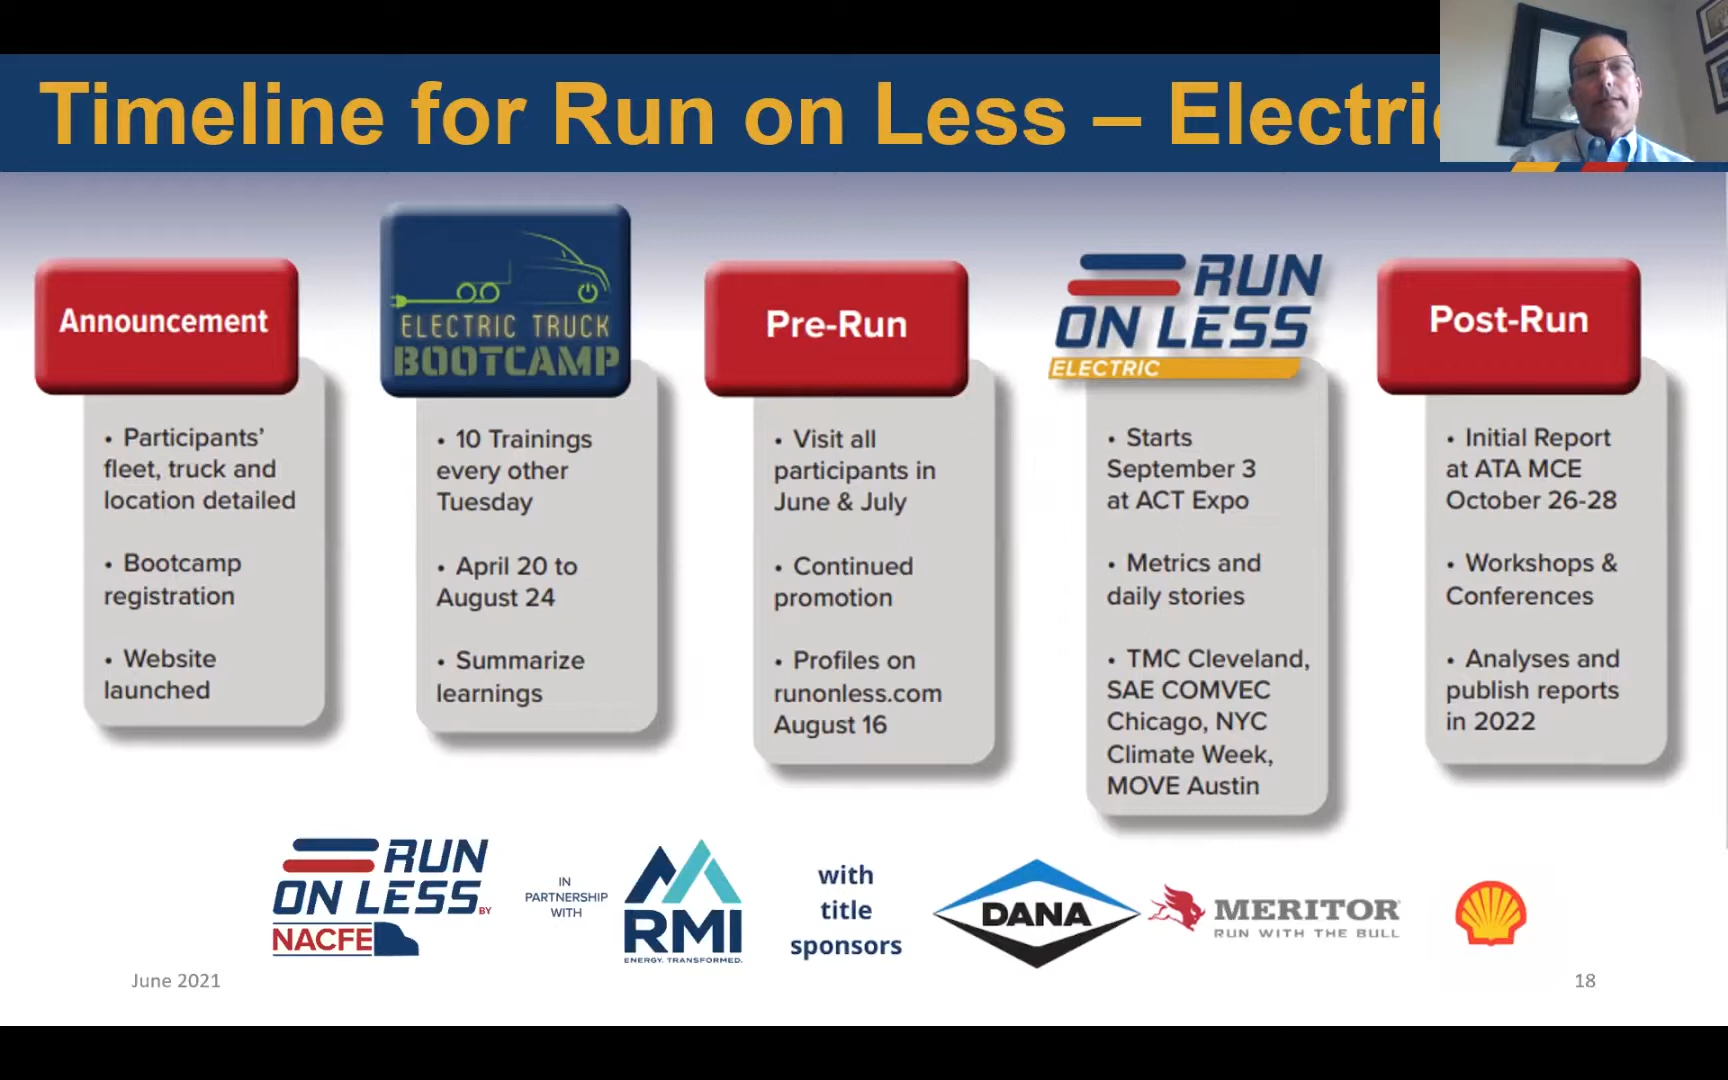 Timeline for Run on Less – Electric
Announcement
• Participants’
fleet, truck and
location detailed
• Bootcamp
registration
• Website
launched
ELECTRIC TRUCK
BOOTCAMP
• 10 Trainings
every other
Tuesday
• April 20 to
August 24
• Summarize
learnings
Pre-Run
• Visit all
participants in
June & July
• Continued
promotion
• Profiles on
runonless.com
August 16
RUN
ON LESS
ELECTRIC
• Starts
September 3
at ACT Expo
• Metrics and
daily stories
• TMC Cleveland,
SAE COMVEC
Chicago, NYC
Climate Week,
MOVE Austin
Post-Run
• Initial Report
at ATA MCE
October 26-28
• Workshops &
Conferences
• Analyses and
publish reports
in 2022
RUN
ON LESS BY
NACFE
IN
PARTNERSHIP
WITH
RMI
ENERGY. TRANSFORMED.
with
title
sponsors
DANA
MERITOR
RUN WITH THE BULL
June 2021
18